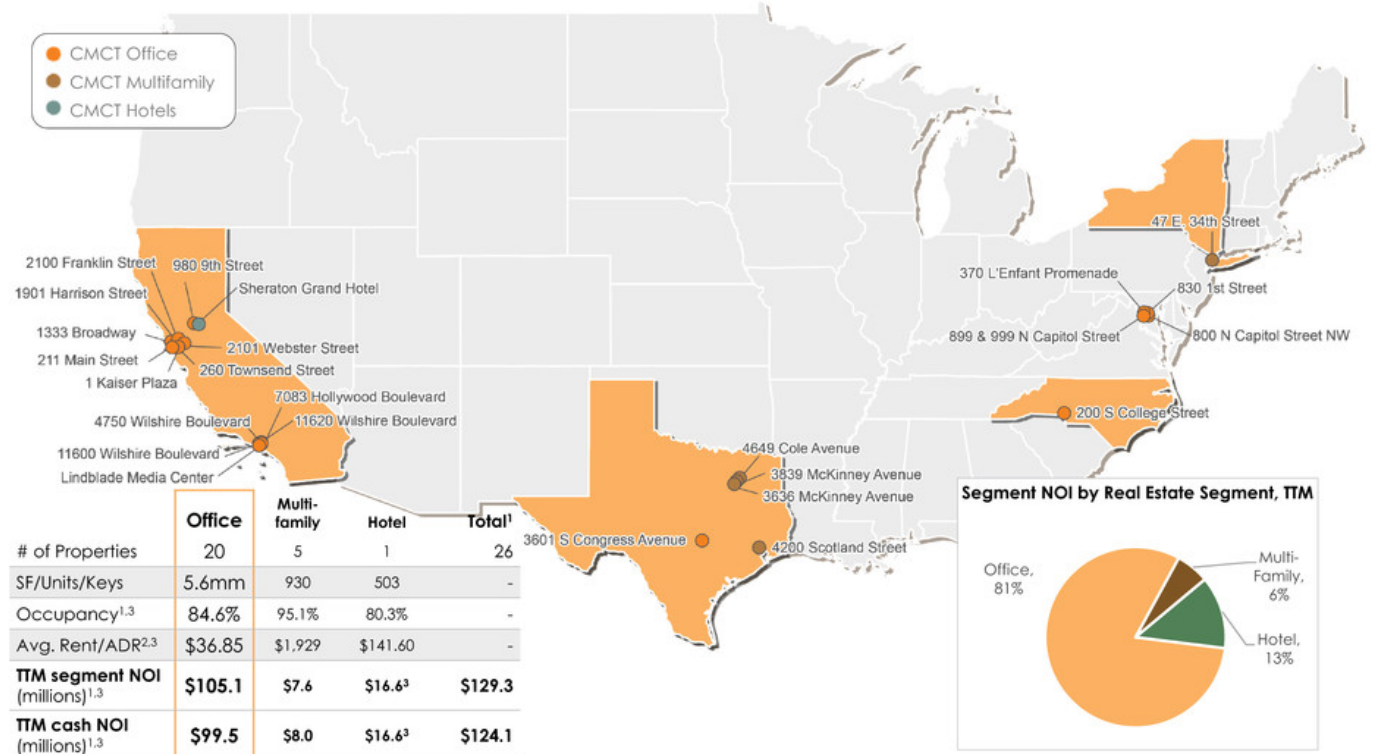 CMCT Office
CMCT Multifamily
CMCT Hotels
47 E. 34th Street
2100 Franklin Street
980 9th Street
370 L'Enfant Promenade
1901 Harrison Street
Sheraton Grand Hotel
830 1st Street
1333 Broadway
899 & 999 N Capitol Street
800 N Capitol Street NW
211 Main Street
2101 Webster Street
260 Townsend Street
1 Kaiser Plaza
7083 Hollywood Boulevard
200 S College Street
4750 Wilshire Boulevard
11620 Wilshire Boulevard
11600 Wilshire Boulevard
4649 Cole Avenue
Lindblade Media Center
3839 McKinney Avenue
3636 McKinney Avenue
3601 S Congress Avenue
4200 Scotland Street
Office Multi-family Hotel Total¹
# of Properties 20 5 1 26
SF/Units/Keys 5.6mm 930 503 -
Occupancy¹,³ 84.6% 95.1% 80.3% -
Avg. Rent/ADR²,³ $36.85 $1,929 $141.60 -
TTM segment NOI
(millions)¹,³ $105.1 $7.6 $16.6³ $129.3
TTM cash NOI
(millions)¹,³ $99.5 $8.0 $16.6³ $124.1
Segment NOI by Real Estate Segment, TTM
Office,
81%
Multi-
Family,
6%
Hotel,
13%